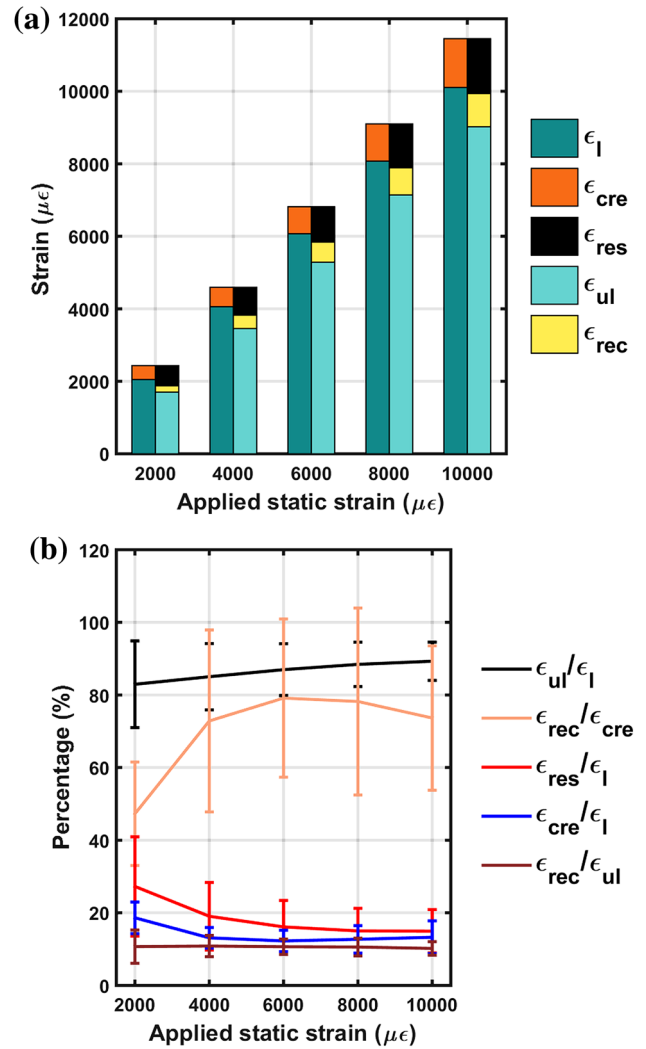 (a)
12000
10000
8000
6000
4000
2000
0
Strain (με)
2000 4000 6000 8000 10000
Applied static strain (με)
ϵl
ϵcre
ϵres
ϵul
ϵrec
(b)
120
100
80
60
40
20
0
Percentage (%)
2000 4000 6000 8000 10000
Applied static strain (με)
ϵul/ϵl
ϵrec/ϵcre
ϵres/ϵl
ϵcre/ϵl
ϵrec/ϵul